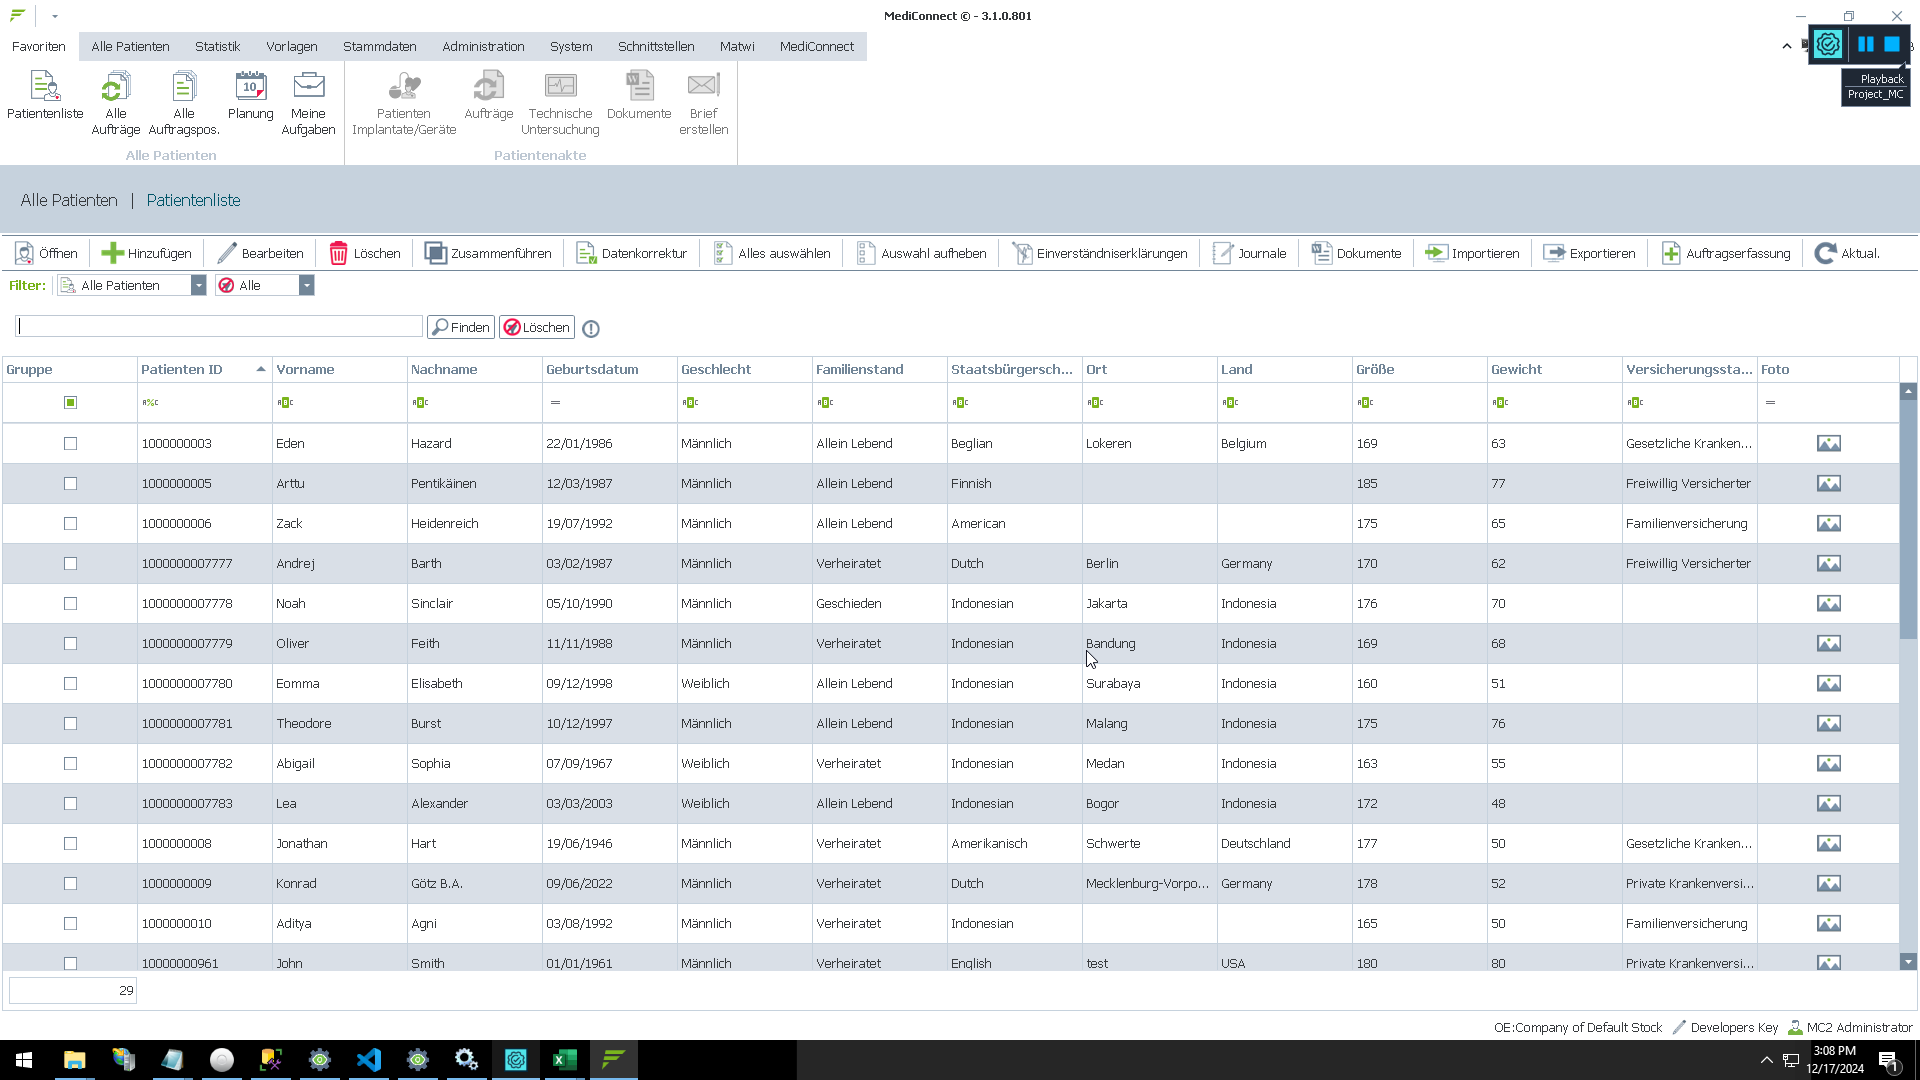 MediConnect © - 3.1.0.801
Favoriten Alle Patienten Statistik Vorlagen Stammdaten Administration System Schnittstellen Matwi MediConnect
Playback
Project_MC
Patientenliste
Alle Aufträge
Alle Auftragspos.
Planung
Meine Aufgaben
Patienten Implantate/Geräte
Aufträge
Technische Untersuchung
Dokumente
Brief erstellen
Alle Patienten
Patientenakte
Alle Patienten | Patientenliste
Öffnen Hinzufügen Bearbeiten Löschen Zusammenführen Datenkorrektur Alles auswählen Auswahl aufheben Einverständniserklärungen Journale Dokumente Importieren Exportieren Auftragserfassung Aktual.
Filter: Alle Patienten Alle
Finden Löschen
Gruppe Patienten ID Vorname Nachname Geburtsdatum Geschlecht Familienstand Staatsbürgersch... Ort Land Größe Gewicht Versicherungssta... Foto
1000000003 Eden Hazard 22/01/1986 Männlich Allein Lebend Beglian Lokeren Belgium 169 63 Gesetzliche Kranken...
1000000005 Arttu Pentikäinen 12/03/1987 Männlich Allein Lebend Finnish 185 77 Freiwillig Versicherter
1000000006 Zack Heidenreich 19/07/1992 Männlich Allein Lebend American 175 65 Familienversicherung
1000000007777 Andrej Barth 03/02/1987 Männlich Verheiratet Dutch Berlin Germany 170 62 Freiwillig Versicherter
1000000007778 Noah Sinclair 05/10/1990 Männlich Geschieden Indonesian Jakarta Indonesia 176 70
1000000007779 Oliver Feith 11/11/1988 Männlich Verheiratet Indonesian Bandung Indonesia 169 68
1000000007780 Eomma Elisabeth 09/12/1998 Weiblich Allein Lebend Indonesian Surabaya Indonesia 160 51
1000000007781 Theodore Burst 10/12/1997 Männlich Allein Lebend Indonesian Malang Indonesia 175 76
1000000007782 Abigail Sophia 07/09/1967 Weiblich Verheiratet Indonesian Medan Indonesia 163 55
1000000007783 Lea Alexander 03/03/2003 Weiblich Allein Lebend Indonesian Bogor Indonesia 172 48
1000000008 Jonathan Hart 19/06/1946 Männlich Verheiratet Amerikanisch Schwerte Deutschland 177 50 Gesetzliche Kranken...
1000000009 Konrad Götz B.A. 09/06/2022 Männlich Verheiratet Dutch Mecklenburg-Vorpo... Germany 178 52 Private Krankenversi...
1000000010 Aditya Agni 03/08/1992 Männlich Verheiratet Indonesian 165 50 Familienversicherung
10000000961 John Smith 01/01/1961 Männlich Verheiratet English test USA 180 80 Private Krankenversi...
29
OE:Company of Default Stock Developers Key MC2 Administrator
3:08 PM
12/17/2024
1